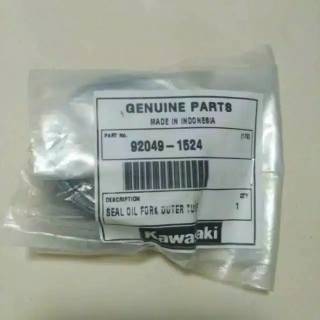 GENUINE PARTS
MADE IN INDONESIA
PART No.
92049-1524
DESCRIPTION QTY
SEAL OIL FORK OUTER TU 1
Kawasaki